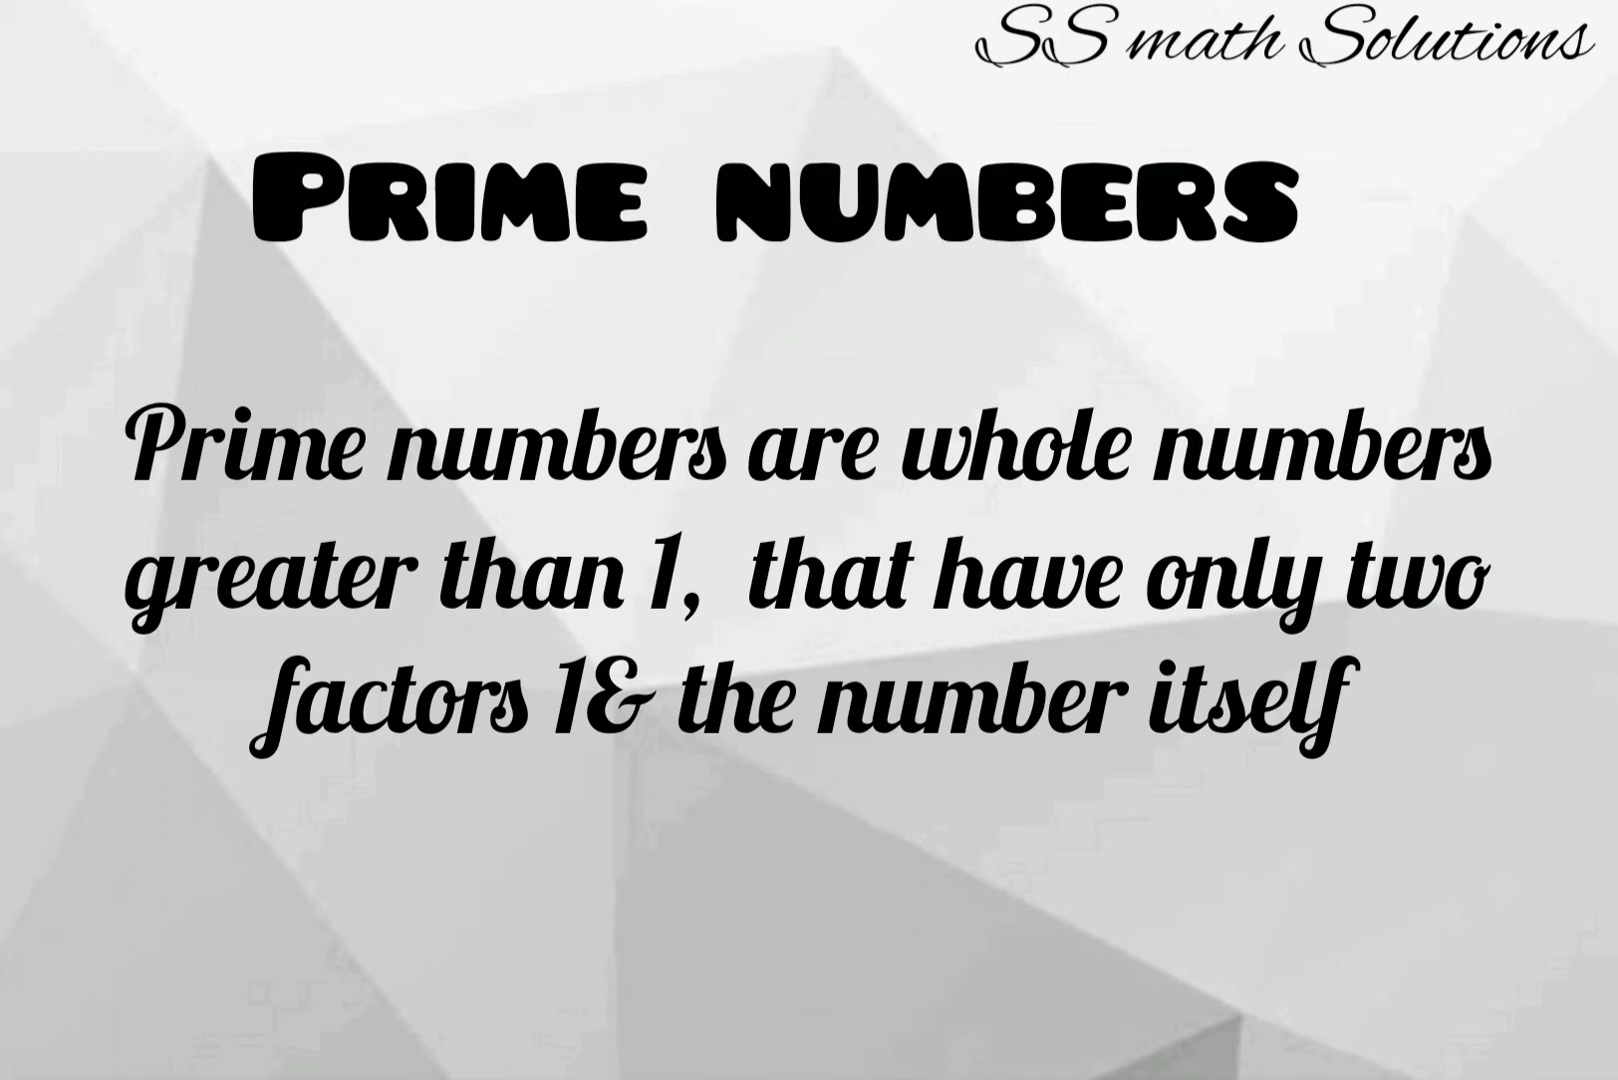 SS math Solutions
Prime numbers
Prime numbers are whole numbers
greater than 1, that have only two
factors 1& the number itself